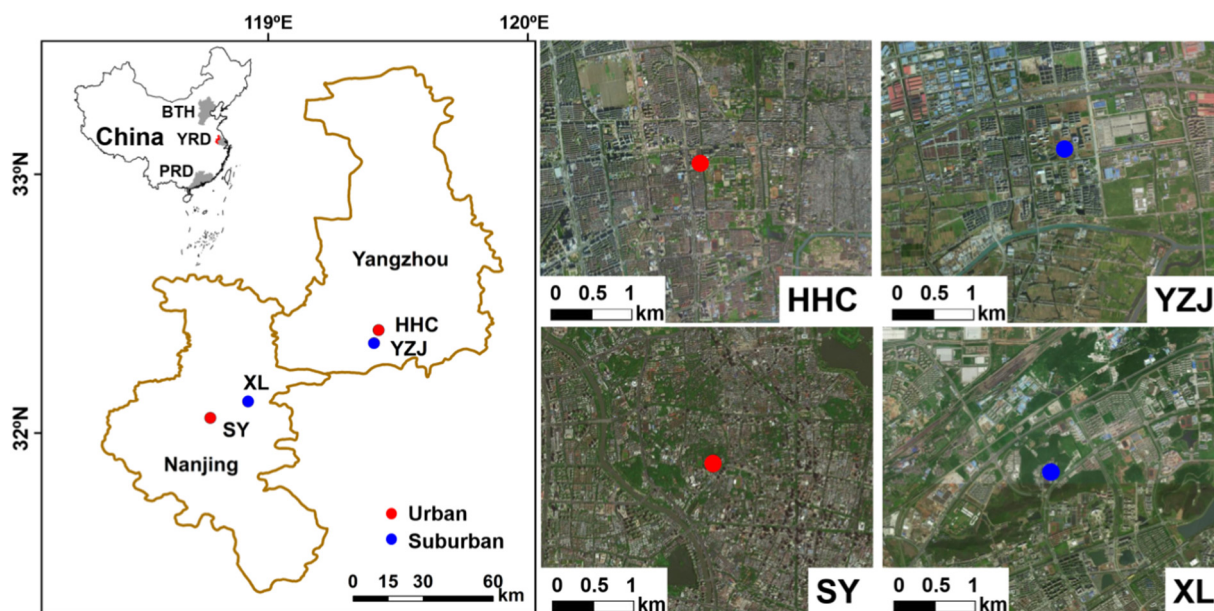 119°E
120°E
33°N
32°N
BTH
China
YRD
PRD
Yangzhou
HHC
YZJ
XL
SY
Nanjing
Urban
Suburban
0 15 30 60
km
0 0.5 1
km
HHC
0 0.5 1
km
YZJ
0 0.5 1
km
SY
0 0.5 1
km
XL